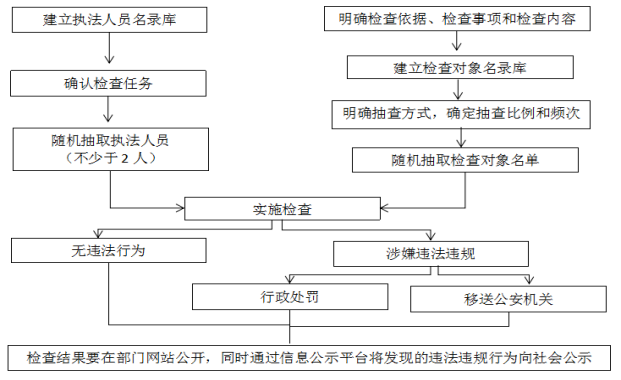 建立执法人员名录库
明确检查依据、检查事项和检查内容
确认检查任务
建立检查对象名录库
明确抽查方式，确定抽查比例和频次
随机抽取执法人员
（不少于2人）
随机抽取检查对象名单
实施检查
无违法行为
涉嫌违法违规
行政处罚
移送公安机关
检查结果要在部门网站公开，同时通过信息公示平台将发现的违法违规行为向社会公示